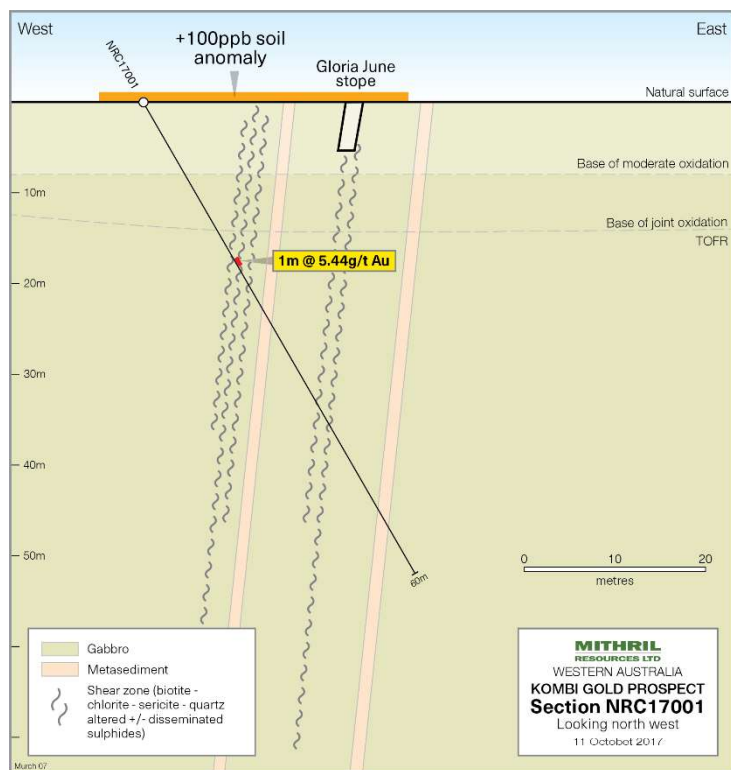 West
East
+100ppb soil
anomaly
NRC17001
Gloria June
stope
Natural surface
Base of moderate oxidation
10m
Base of joint oxidation
TOFR
1m @ 5.44g/t Au
20m
30m
40m
50m
60m
0 10 20
metres
Gabbro
Metasediment
Shear zone (biotite -
chlorite - sericite - quartz
altered +/- disseminated
sulphides)
MITHRIL
RESOURCES LTD
WESTERN AUSTRALIA
KOMBI GOLD PROSPECT
Section NRC17001
Looking north west
11 Octobet 2017
Murch 07